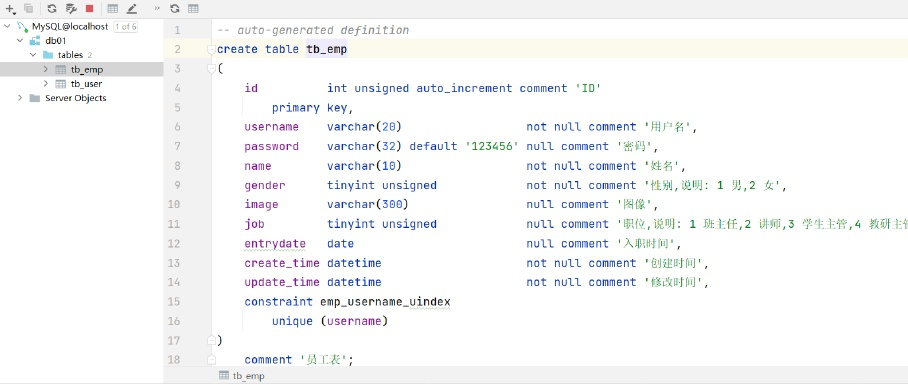 MySQL@localhost 1 of 6
db01
tables 2
tb_emp
tb_user
Server Objects
1 -- auto-generated definition
2 create table tb_emp
3 (
4 id int unsigned auto_increment comment 'ID'
5 primary key,
6 username varchar(20) not null comment '用户名',
7 password varchar(32) default '123456' null comment '密码',
8 name varchar(10) not null comment '姓名',
9 gender tinyint unsigned not null comment '性别,说明: 1 男,2 女',
10 image varchar(300) null comment '图像',
11 job tinyint unsigned null comment '职位,说明: 1 班主任,2 讲师,3 学生主管,4 教研主管
12 entrydate date null comment '入职时间',
13 create_time datetime not null comment '创建时间',
14 update_time datetime not null comment '修改时间',
15 constraint emp_username_uindex
16 unique (username)
17 )
18 comment '员工表';
tb_emp